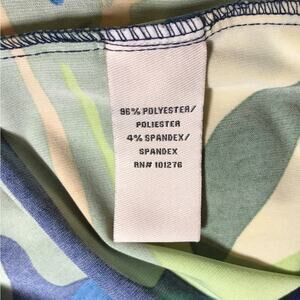 96% POLYESTER/
POLIESTER
4% SPANDEX/
SPANDEX
RN# 101276